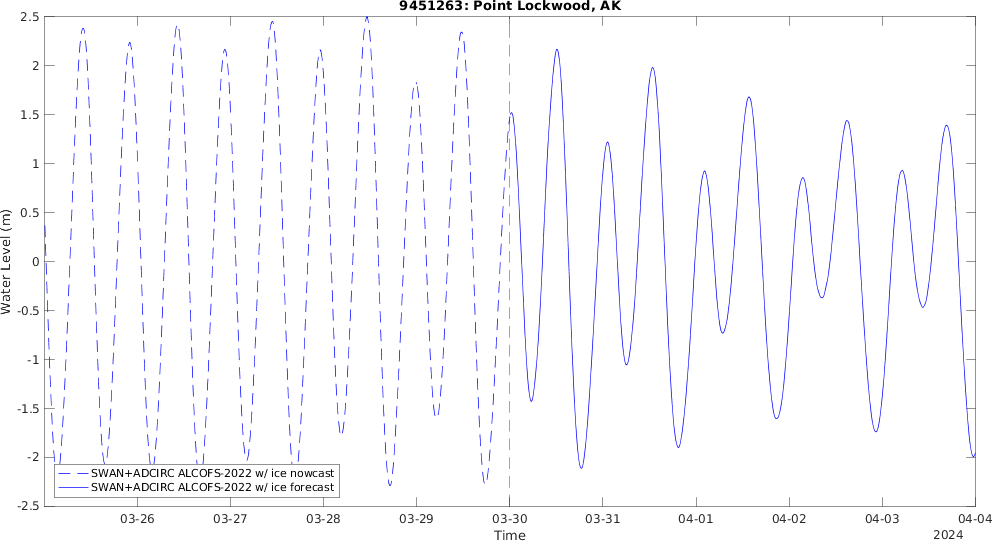 9451263: Point Lockwood, AK
2.5
2
1.5
1
0.5
0
-0.5
-1
-1.5
-2
-2.5
Water Level (m)
SWAN+ADCIRC ALCOFS-2022 w/ ice nowcast
SWAN+ADCIRC ALCOFS-2022 w/ ice forecast
03-26 03-27 03-28 03-29 03-30 03-31 04-01 04-02 04-03 04-04
Time
2024